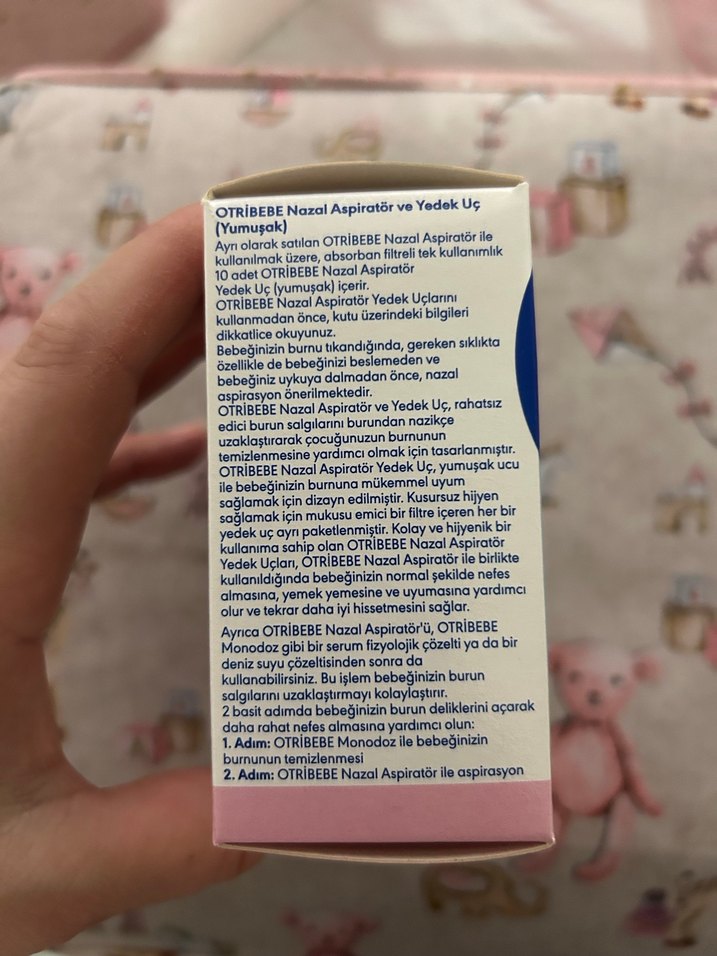 OTRİBEBE Nazal Aspiratör ve Yedek Uç
(Yumuşak)
Ayrı olarak satılan OTRİBEBE Nazal Aspiratör ile
kullanılmak üzere, absorban filtreli tek kullanımlık
10 adet OTRİBEBE Nazal Aspiratör
Yedek Uç (yumuşak) içerir.
OTRİBEBE Nazal Aspiratör Yedek Uçlarını
kullanmadan önce, kutu üzerindeki bilgileri
dikkatlice okuyunuz.
Bebeğinizin burnu tıkandığında, gereken sıklıkta
özellikle de bebeğinizi beslemeden ve
bebeğiniz uykuya dalmadan önce, nazal
aspirasyon önerilmektedir.
OTRİBEBE Nazal Aspiratör ve Yedek Uç, rahatsız
edici burun salgılarını burundan nazikçe
uzaklaştırarak çocuğunuzun burnunun
temizlenmesine yardımcı olmak için tasarlanmıştır.
OTRİBEBE Nazal Aspiratör Yedek Uç, yumuşak ucu
ile bebeğinizin burnuna mükemmel uyum
sağlamak için dizayn edilmiştir. Kusursuz hijyen
sağlamak için mukusu emici bir filtre içeren her bir
yedek uç ayrı paketlenmiştir. Kolay ve hijyenik bir
kullanıma sahip olan OTRİBEBE Nazal Aspiratör
Yedek Uçları, OTRİBEBE Nazal Aspiratör ile birlikte
kullanıldığında bebeğinizin normal şekilde nefes
almasına, yemek yemesine ve uyumasına yardımcı
olur ve tekrar daha iyi hissetmesini sağlar.
Ayrıca OTRİBEBE Nazal Aspiratör'ü, OTRİBEBE
Monodoz gibi bir serum fizyolojik çözelti ya da bir
deniz suyu çözeltisinden sonra da
kullanabilirsiniz. Bu işlem bebeğinizin burun
salgılarını uzaklaştırmayı kolaylaştırır.
2 basit adımda bebeğinizin burun deliklerini açarak
daha rahat nefes almasına yardımcı olun:
1. Adım: OTRİBEBE Monodoz ile bebeğinizin
burnunun temizlenmesi
2. Adım: OTRİBEBE Nazal Aspiratör ile aspirasyon